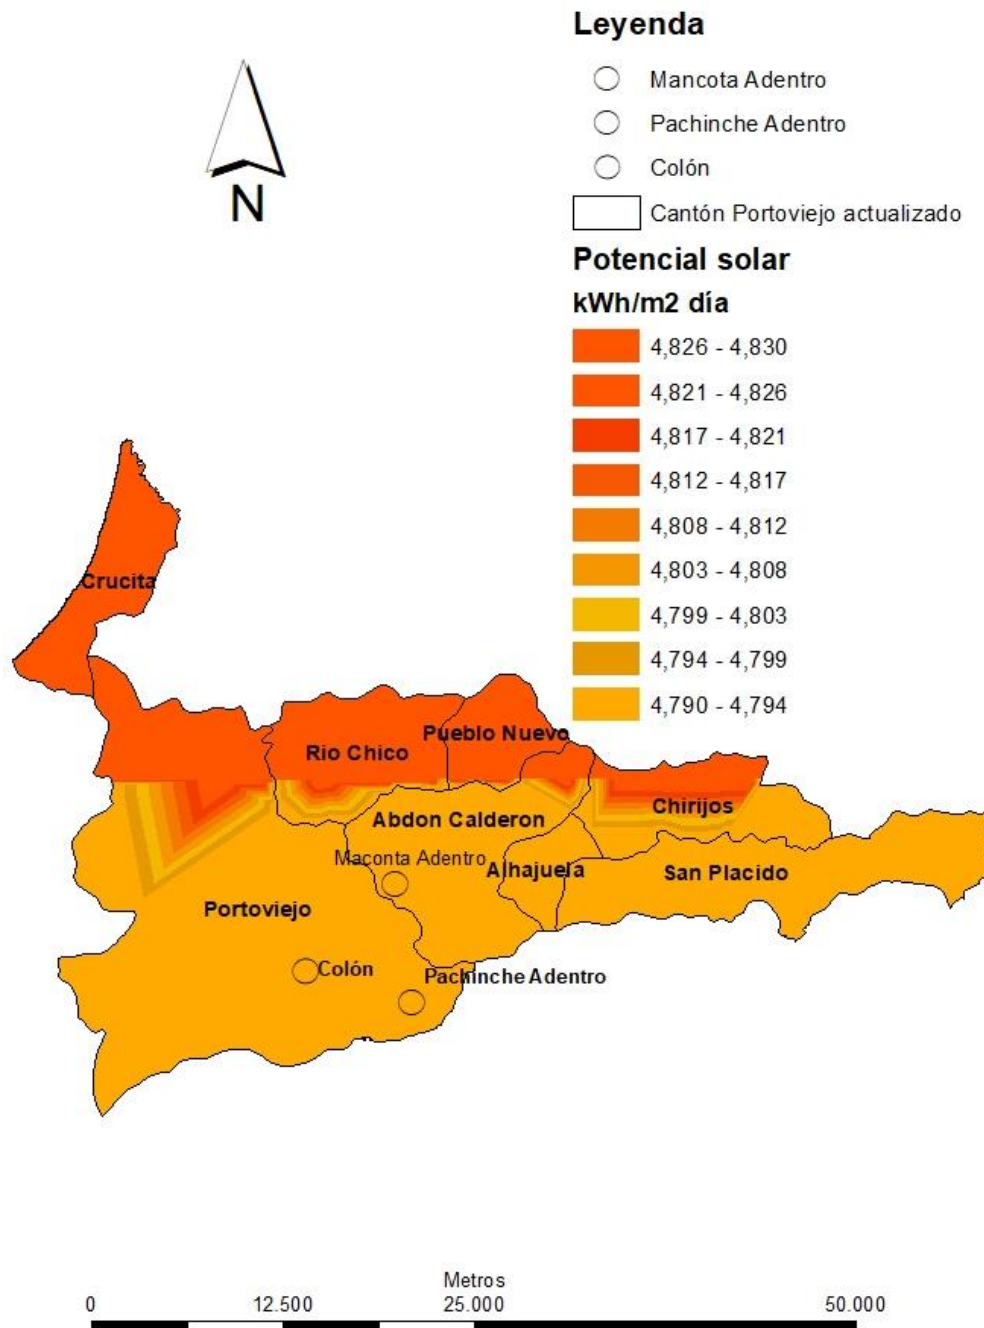 Leyenda
Mancota Adentro
Pachinche Adentro
Colón
Cantón Portoviejo actualizado
Potencial solar
kWh/m2 día
4,826 - 4,830
4,821 - 4,826
4,817 - 4,821
4,812 - 4,817
4,808 - 4,812
4,803 - 4,808
4,799 - 4,803
4,794 - 4,799
4,790 - 4,794
N
Crucita
Rio Chico
Pueblo Nuevo
Chirijos
Abdon Calderon
Maconta Adentro
Alhajuela
San Placido
Portoviejo
Colón
Pachinche Adentro
Metros
0 12.500 25.000 50.000